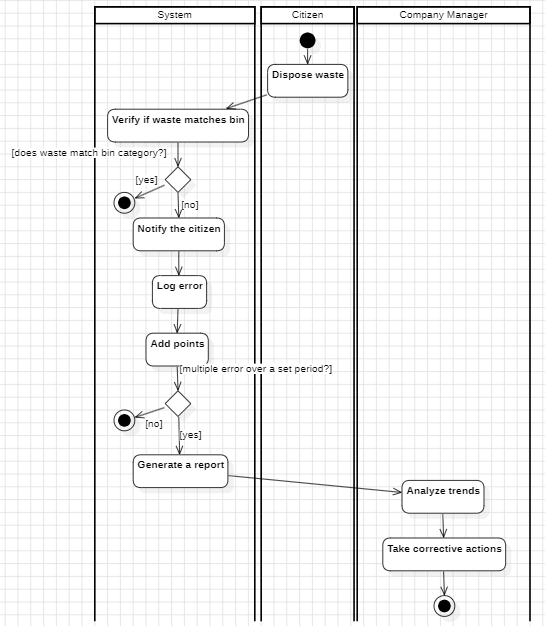 System
Citizen
Company Manager
Dispose waste
Verify if waste matches bin
[does waste match bin category?]
[yes]
[no]
Notify the citizen
Log error
Add points
[multiple error over a set period?]
[no]
[yes]
Generate a report
Analyze trends
Take corrective actions